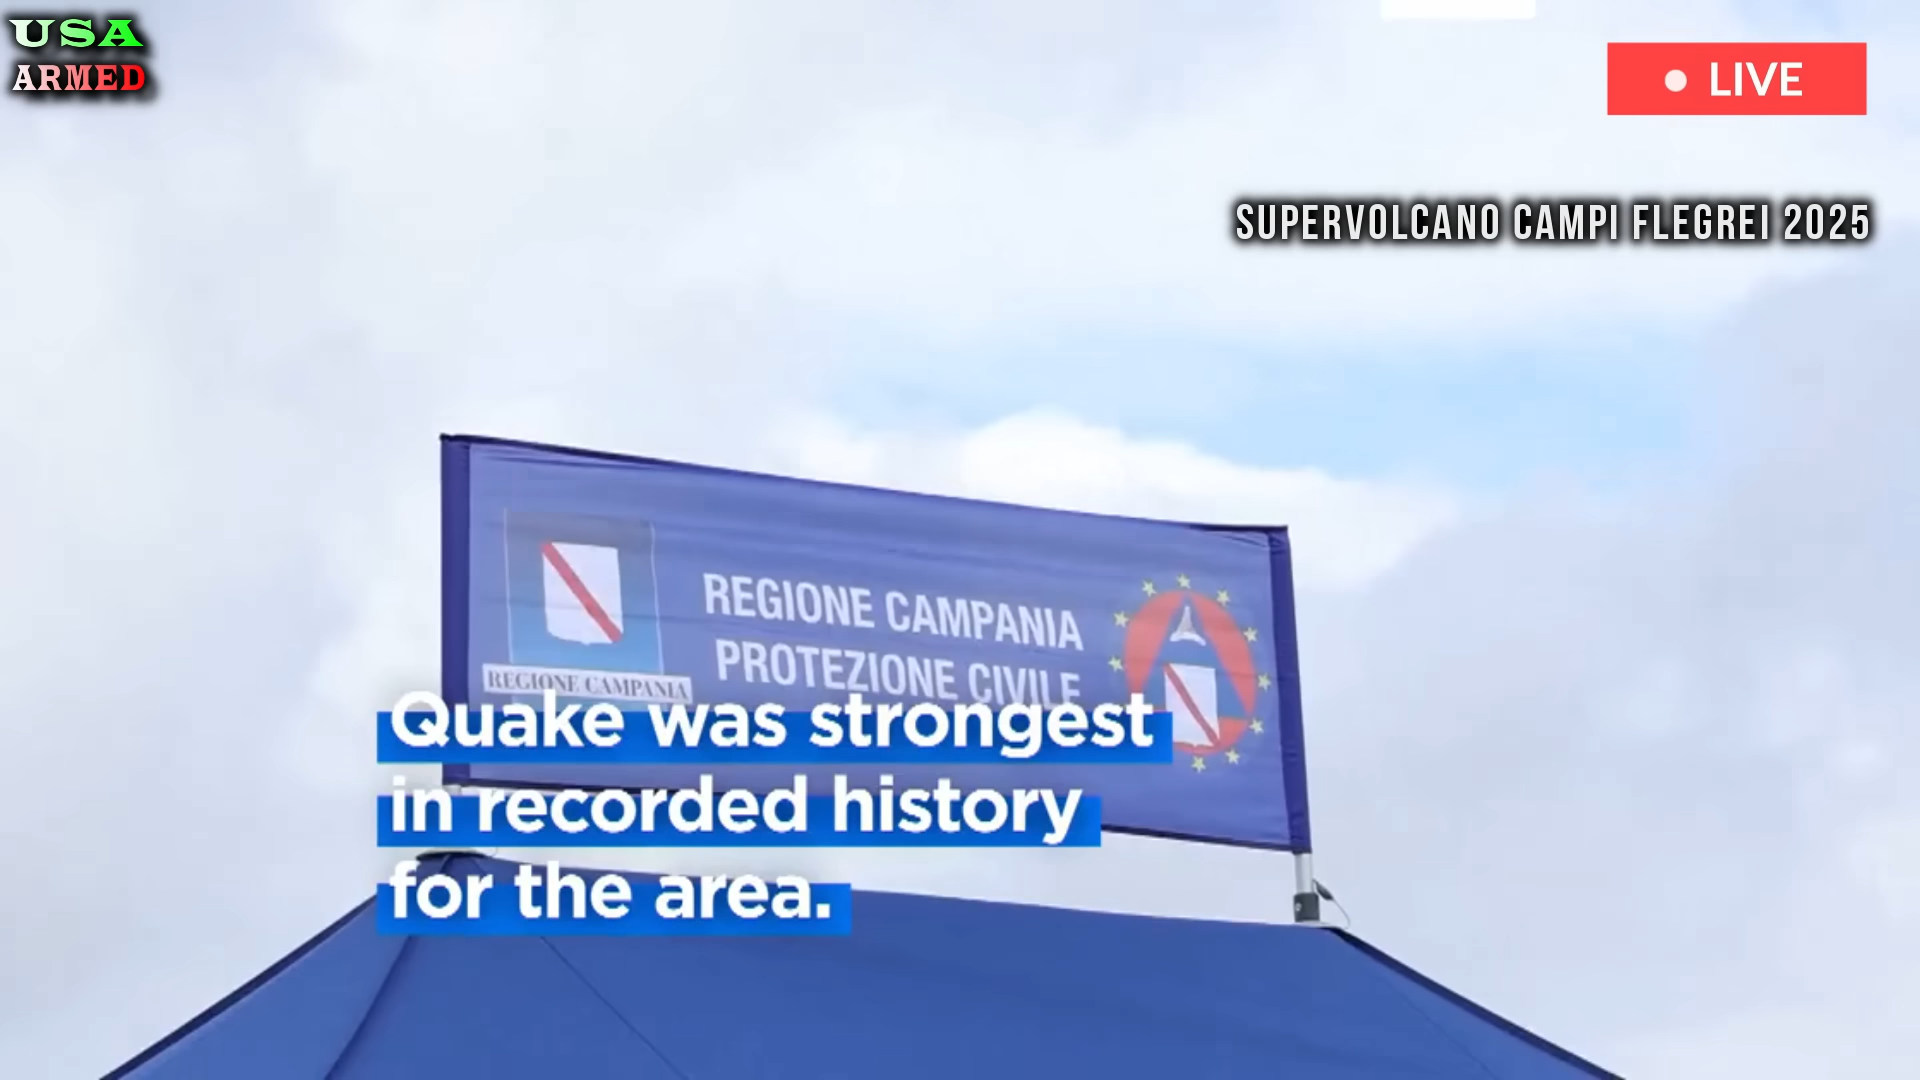 USA
ARMED
LIVE
SUPERVOLCANO CAMPI FLEGREI 2025
REGIONE CAMPANIA
PROTEZIONE CIVILE
REGIONE CAMPANIA
Quake was strongest
in recorded history
for the area.